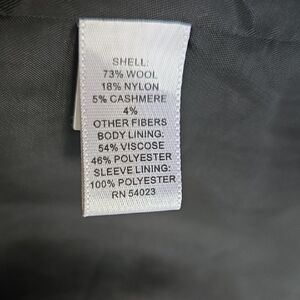 SHELL:
73% WOOL
18% NYLON
5% CASHMERE
4%
OTHER FIBERS
BODY LINING:
54% VISCOSE
46% POLYESTER
SLEEVE LINING:
100% POLYESTER
RN 54023